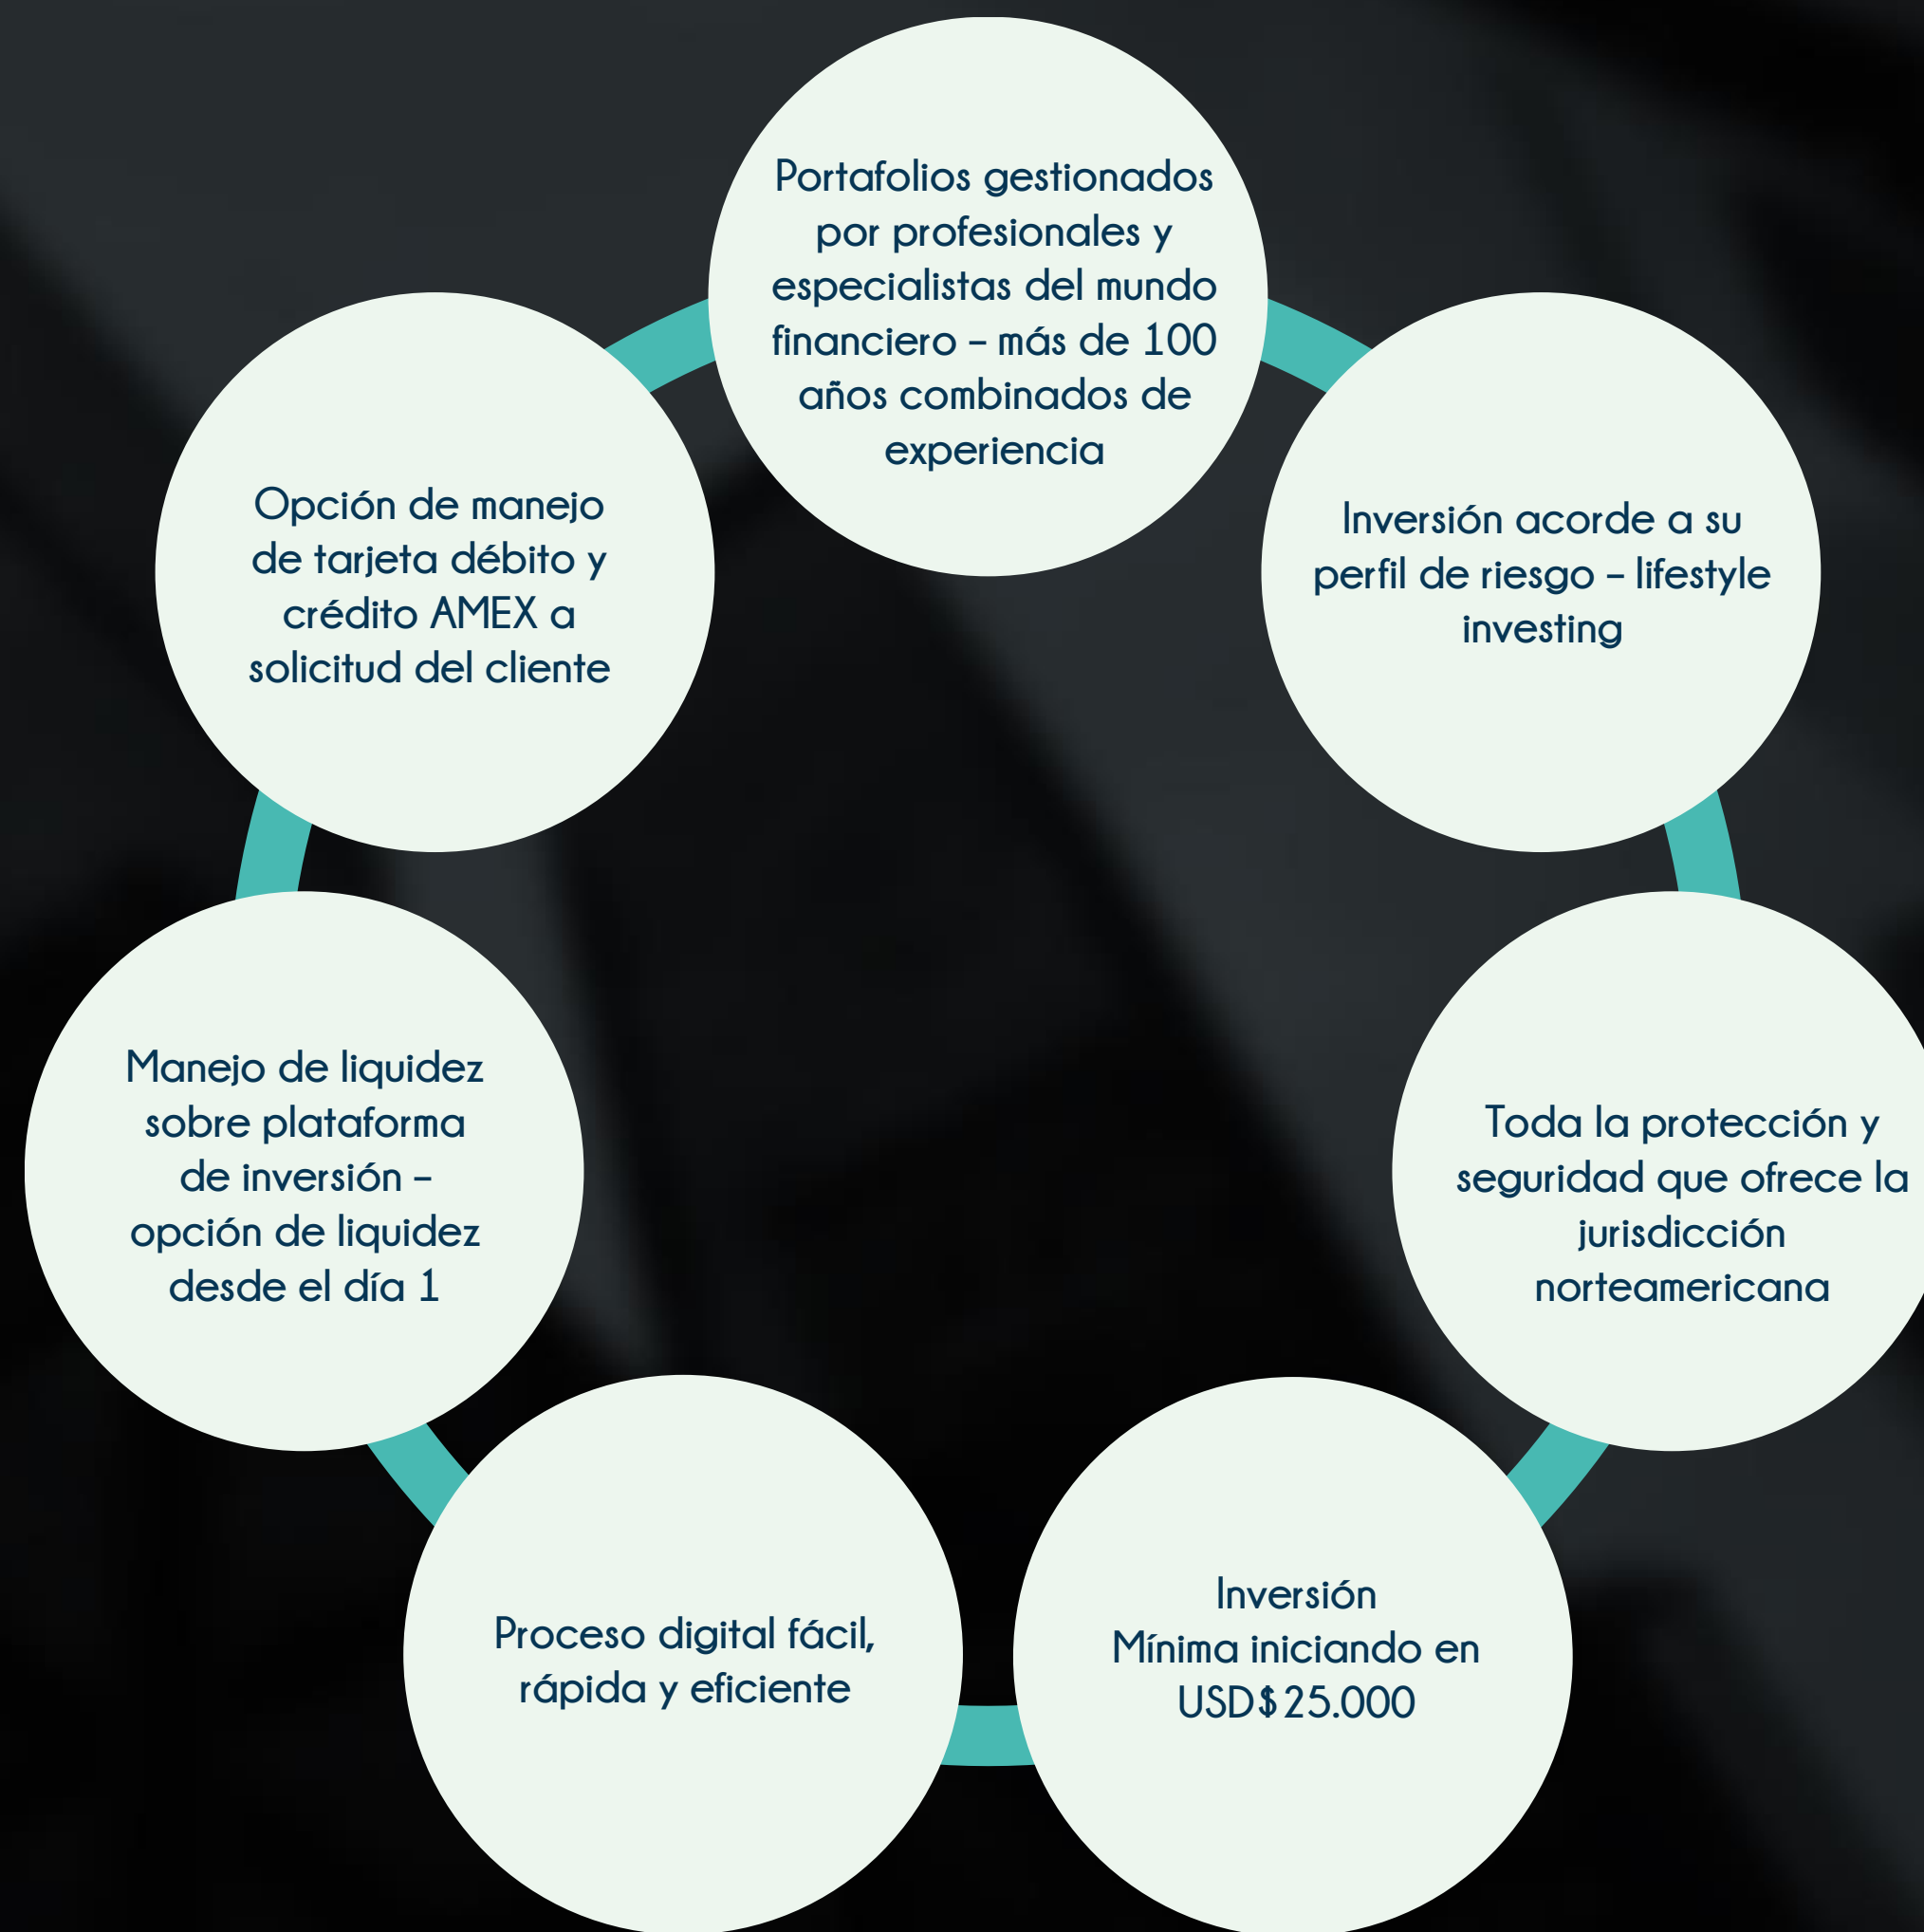 Portafolios gestionados
por profesionales y
especialistas del mundo
financiero – más de 100
años combinados de
experiencia
Inversión acorde a su
perfil de riesgo – lifestyle
investing
Toda la protección y
seguridad que ofrece la
jurisdicción
norteamericana
Inversión
Mínima iniciando en
USD$25.000
Proceso digital fácil,
rápida y eficiente
Manejo de liquidez
sobre plataforma
de inversión –
opción de liquidez
desde el día 1
Opción de manejo
de tarjeta débito y
crédito AMEX a
solicitud del cliente